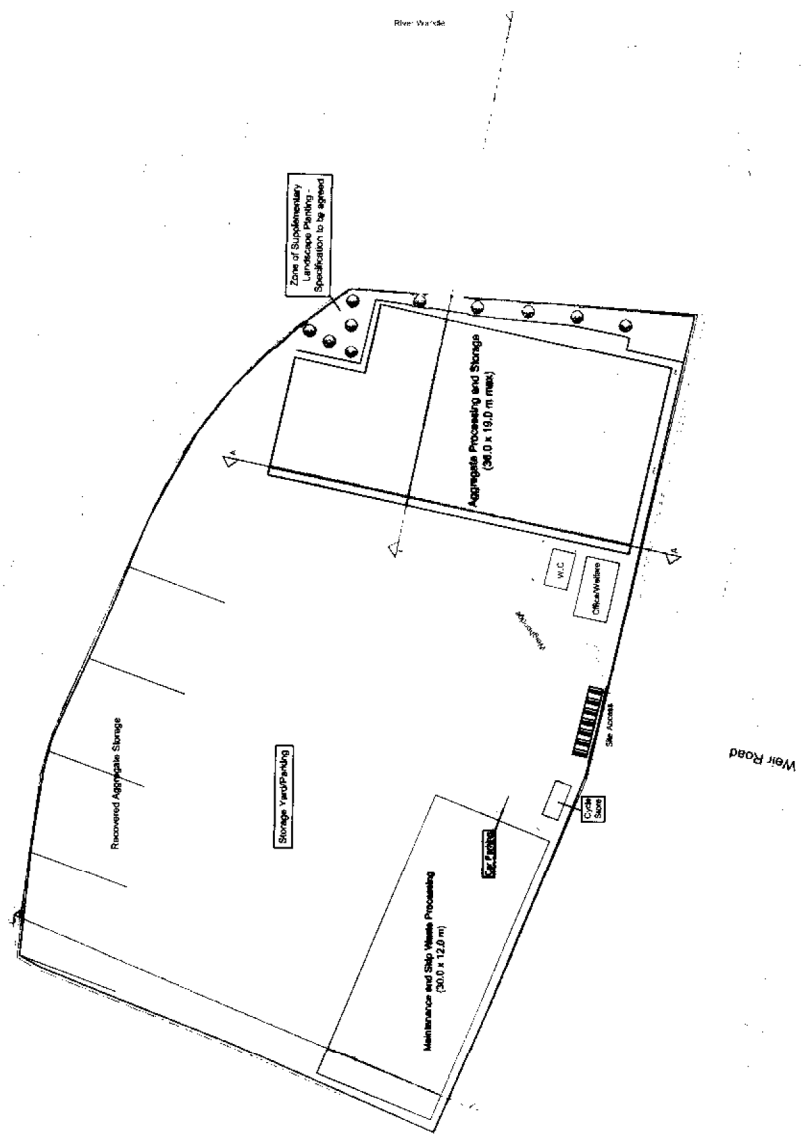 River Wandle
Zone of Supplementary
Landscape Planting -
Specification to be agreed
Aggregate Processing and Storage
(36.0 x 19.0 m max)
A
A
W.C
Office/Welfare
Weighbridge
Site Access
Weir Road
Cycle
Store
Car Parking
Recovered Aggregate Storage
Storage Yard/Parking
Maintenance and Skip Waste Processing
(30.0 x 12.0 m)